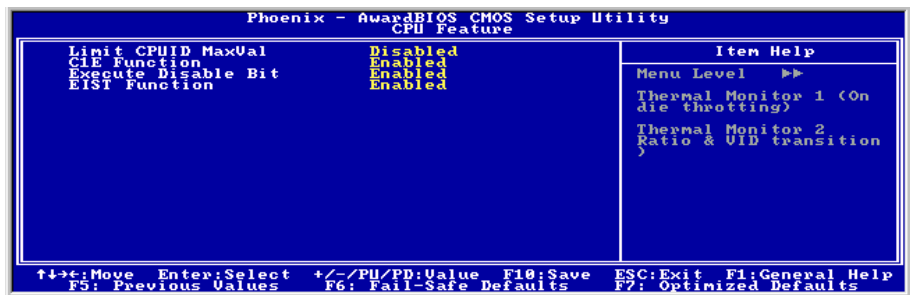 Phoenix - AwardBIOS CMOS Setup Utility
CPU Feature
Limit CPUID MaxVal Disabled
C1E Function Enabled
Execute Disable Bit Enabled
EIST Function Enabled
Item Help
Menu Level ▶▶
Thermal Monitor 1 (On
die throtting)
Thermal Monitor 2
Ratio & VID transition
)
↑↓→←:Move Enter:Select +/-/PU/PD:Value F10:Save ESC:Exit F1:General Help
F5: Previous Values F6: Fail-Safe Defaults F7: Optimized Defaults